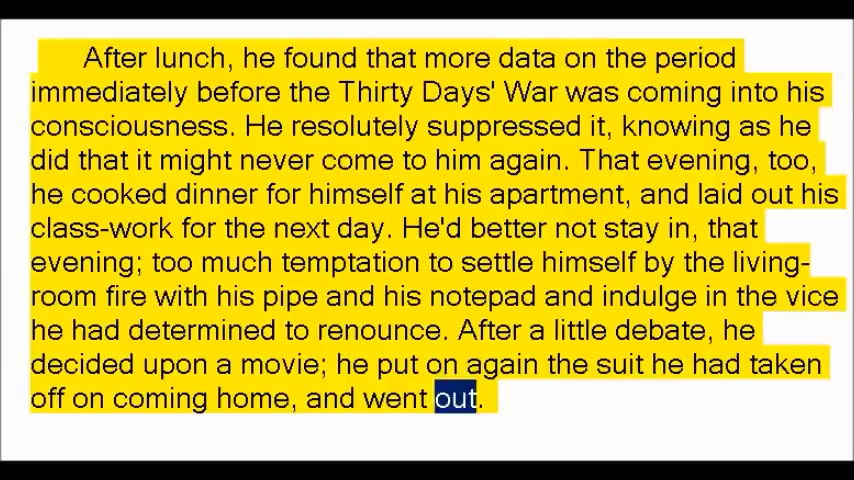 After lunch, he found that more data on the period
immediately before the Thirty Days' War was coming into his
consciousness. He resolutely suppressed it, knowing as he
did that it might never come to him again. That evening, too,
he cooked dinner for himself at his apartment, and laid out his
class-work for the next day. He'd better not stay in, that
evening; too much temptation to settle himself by the living-
room fire with his pipe and his notepad and indulge in the vice
he had determined to renounce. After a little debate, he
decided upon a movie; he put on again the suit he had taken
off on coming home, and went out.